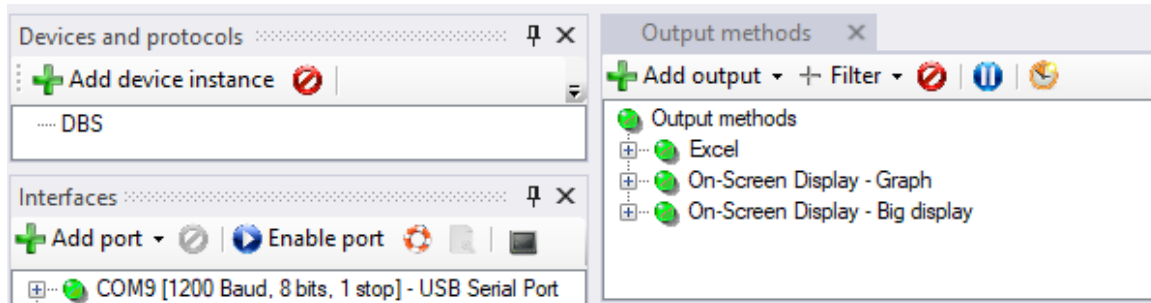 Devices and protocols
Add device instance
DBS
Interfaces
Add port Enable port
COM9 [1200 Baud, 8 bits, 1 stop] - USB Serial Port
Output methods
Add output Filter
Output methods
Excel
On-Screen Display - Graph
On-Screen Display - Big display